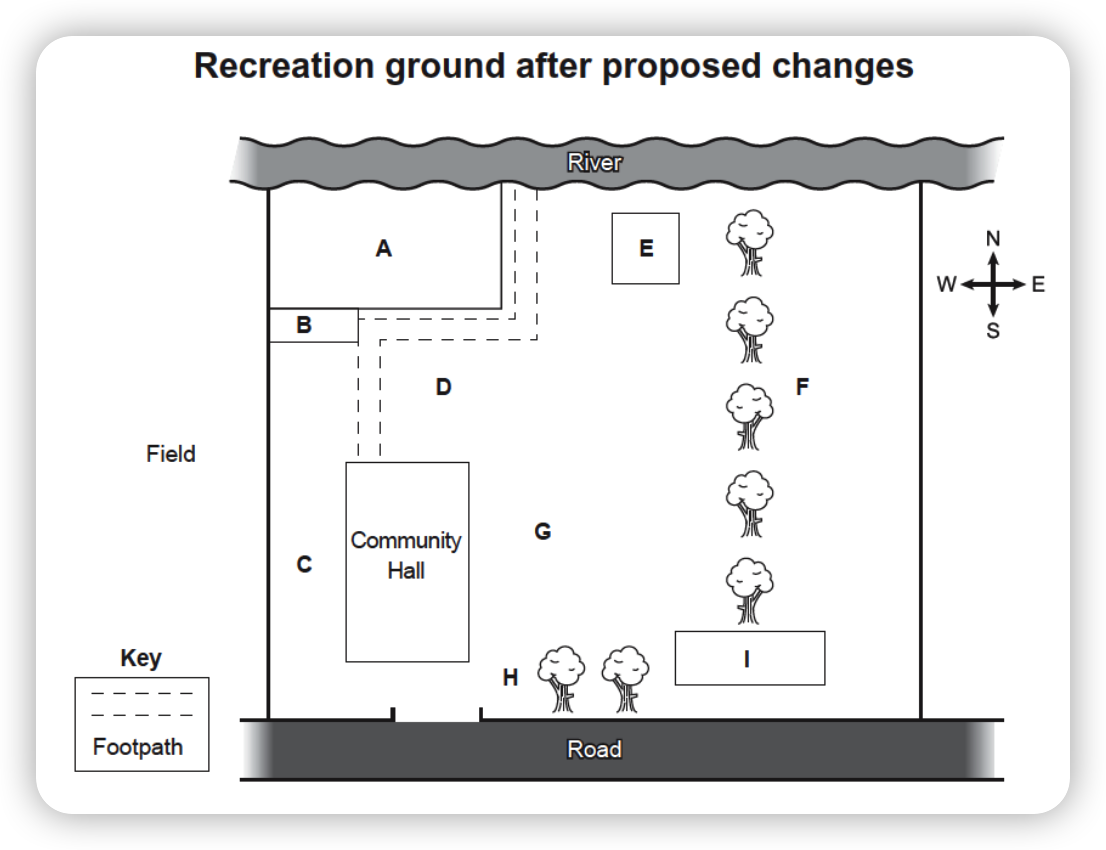 Recreation ground after proposed changes
River
A
E
N
W
E
S
B
D
F
Field
G
Community
Hall
C
Key
Footpath
H
I
Road